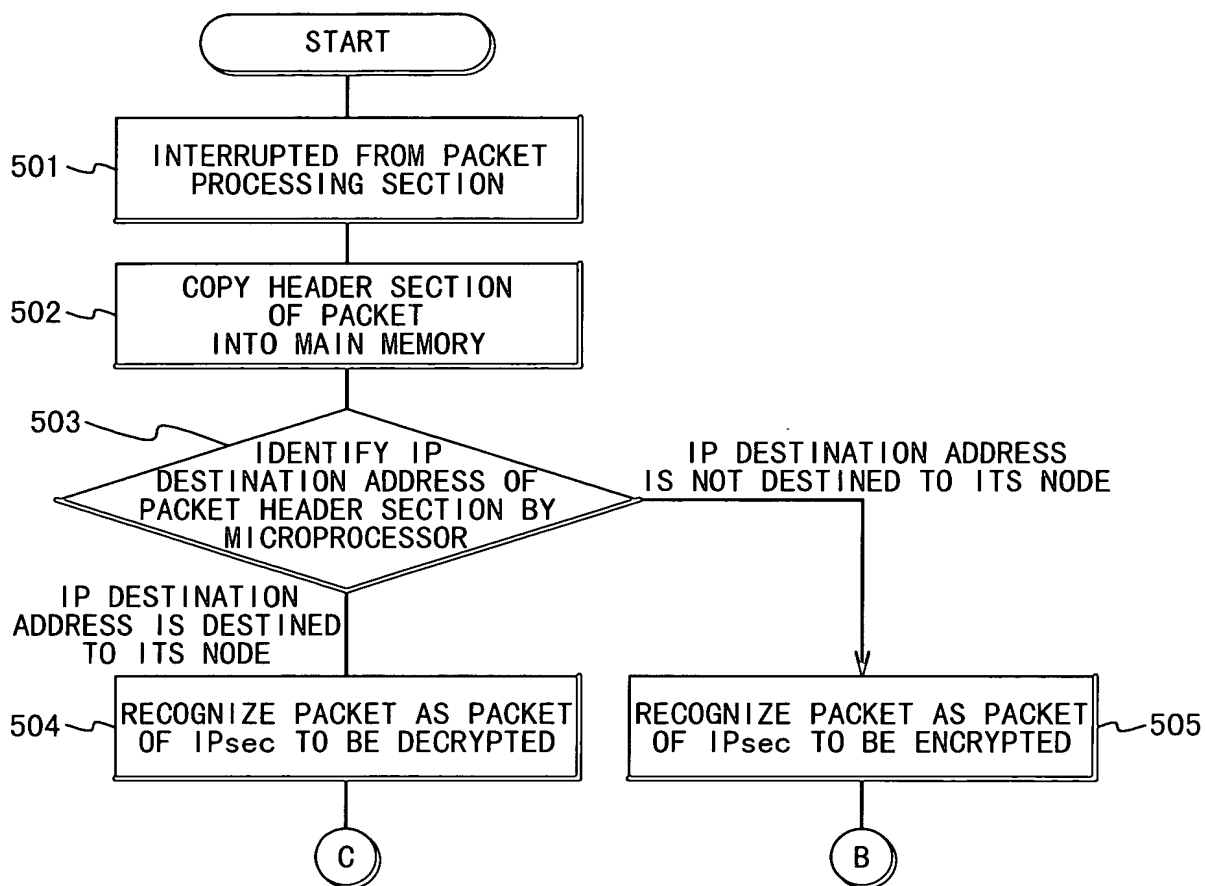 START
501
INTERRUPTED FROM PACKET
PROCESSING SECTION
502
COPY HEADER SECTION
OF PACKET
INTO MAIN MEMORY
503
IDENTIFY IP
DESTINATION ADDRESS OF
PACKET HEADER SECTION BY
MICROPROCESSOR
IP DESTINATION ADDRESS
IS NOT DESTINED TO ITS NODE
IP DESTINATION
ADDRESS IS DESTINED
TO ITS NODE
504
RECOGNIZE PACKET AS PACKET
OF IPsec TO BE DECRYPTED
RECOGNIZE PACKET AS PACKET
OF IPsec TO BE ENCRYPTED
505
C
B